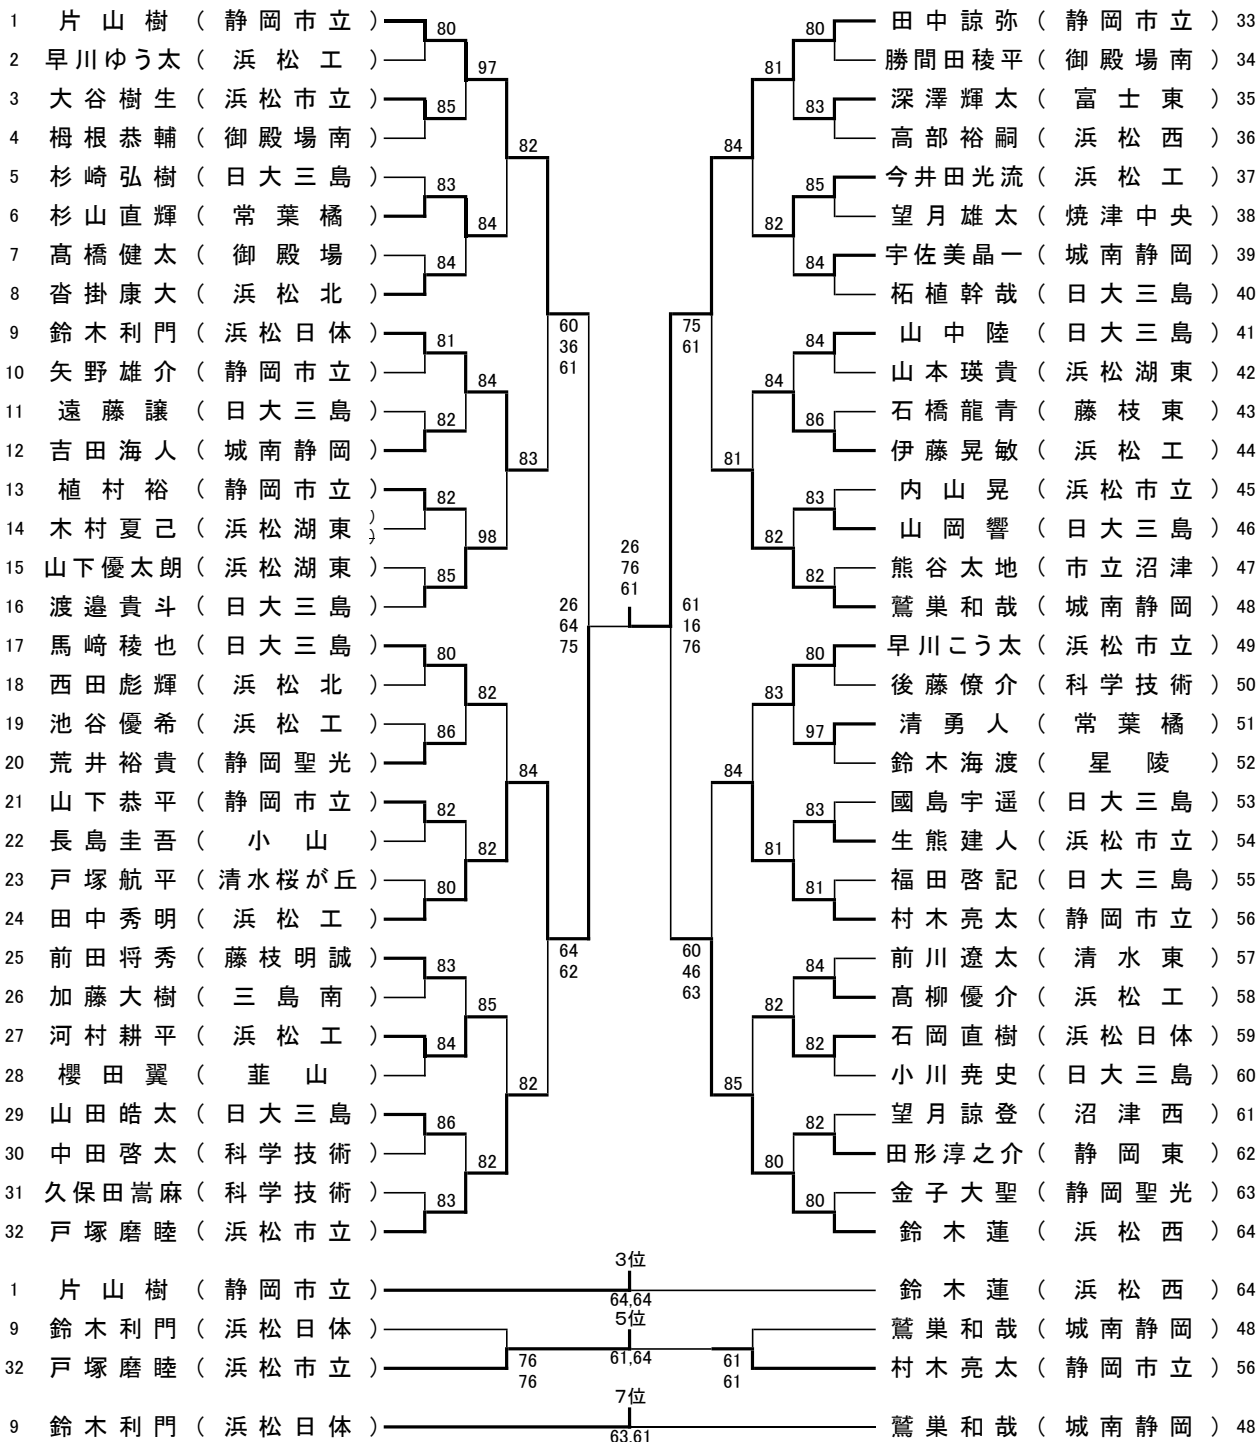 1 片山樹 (静岡市立)
2 早川ゆう太 (浜松工)
3 大谷樹生 (浜松市立)
4 栂根恭輔 (御殿場南)
5 杉崎弘樹 (日大三島)
6 杉山直輝 (常葉橘)
7 髙橋健太 (御殿場)
8 沓掛康大 (浜松北)
9 鈴木利門 (浜松日体)
10 矢野雄介 (静岡市立)
11 遠藤譲 (日大三島)
12 吉田海人 (城南静岡)
13 植村裕 (静岡市立)
14 木村夏己 (浜松湖東)
15 山下優太朗 (浜松湖東)
16 渡邉貴斗 (日大三島)
17 馬﨑稜也 (日大三島)
18 西田彪輝 (浜松北)
19 池谷優希 (浜松工)
20 荒井裕貴 (静岡聖光)
21 山下恭平 (静岡市立)
22 長島圭吾 (小山)
23 戸塚航平 (清水桜が丘)
24 田中秀明 (浜松工)
25 前田将秀 (藤枝明誠)
26 加藤大樹 (三島南)
27 河村耕平 (浜松工)
28 櫻田翼 (韮山)
29 山田皓太 (日大三島)
30 中田啓太 (科学技術)
31 久保田嵩麻 (科学技術)
32 戸塚磨睦 (浜松市立)
80
85
83
84
81
82
82
85
80
86
82
80
83
84
86
83
97
84
84
98
82
82
85
82
82
83
84
82
60
36
61
64
62
26
64
75
26
76
61
61
16
76
75
61
60
46
63
84
81
84
85
81
82
84
82
83
81
82
80
80
83
85
84
84
86
83
82
80
97
83
81
84
82
82
80
田中諒弥 (静岡市立) 33
勝間田稜平 (御殿場南) 34
深澤輝太 (富士東) 35
高部裕嗣 (浜松西) 36
今井田光流 (浜松工) 37
望月雄太 (焼津中央) 38
宇佐美晶一 (城南静岡) 39
柘植幹哉 (日大三島) 40
山中陸 (日大三島) 41
山本瑛貴 (浜松湖東) 42
石橋龍青 (藤枝東) 43
伊藤晃敏 (浜松工) 44
内山晃 (浜松市立) 45
山岡響 (日大三島) 46
熊谷太地 (市立沼津) 47
鷲巣和哉 (城南静岡) 48
早川こう太 (浜松市立) 49
後藤僚介 (科学技術) 50
清勇人 (常葉橘) 51
鈴木海渡 (星陵) 52
國島宇遥 (日大三島) 53
生熊建人 (浜松市立) 54
福田啓記 (日大三島) 55
村木亮太 (静岡市立) 56
前川遼太 (清水東) 57
髙柳優介 (浜松工) 58
石岡直樹 (浜松日体) 59
小川尭史 (日大三島) 60
望月諒登 (沼津西) 61
田形淳之介 (静岡東) 62
金子大聖 (静岡聖光) 63
鈴木蓮 (浜松西) 64
3位
1 片山樹 (静岡市立) 64,64 鈴木蓮 (浜松西) 64
5位
9 鈴木利門 (浜松日体) 鷲巣和哉 (城南静岡) 48
32 戸塚磨睦 (浜松市立) 76 61,64 61 村木亮太 (静岡市立) 56
76 61
7位
9 鈴木利門 (浜松日体) 63,61 鷲巣和哉 (城南静岡) 48